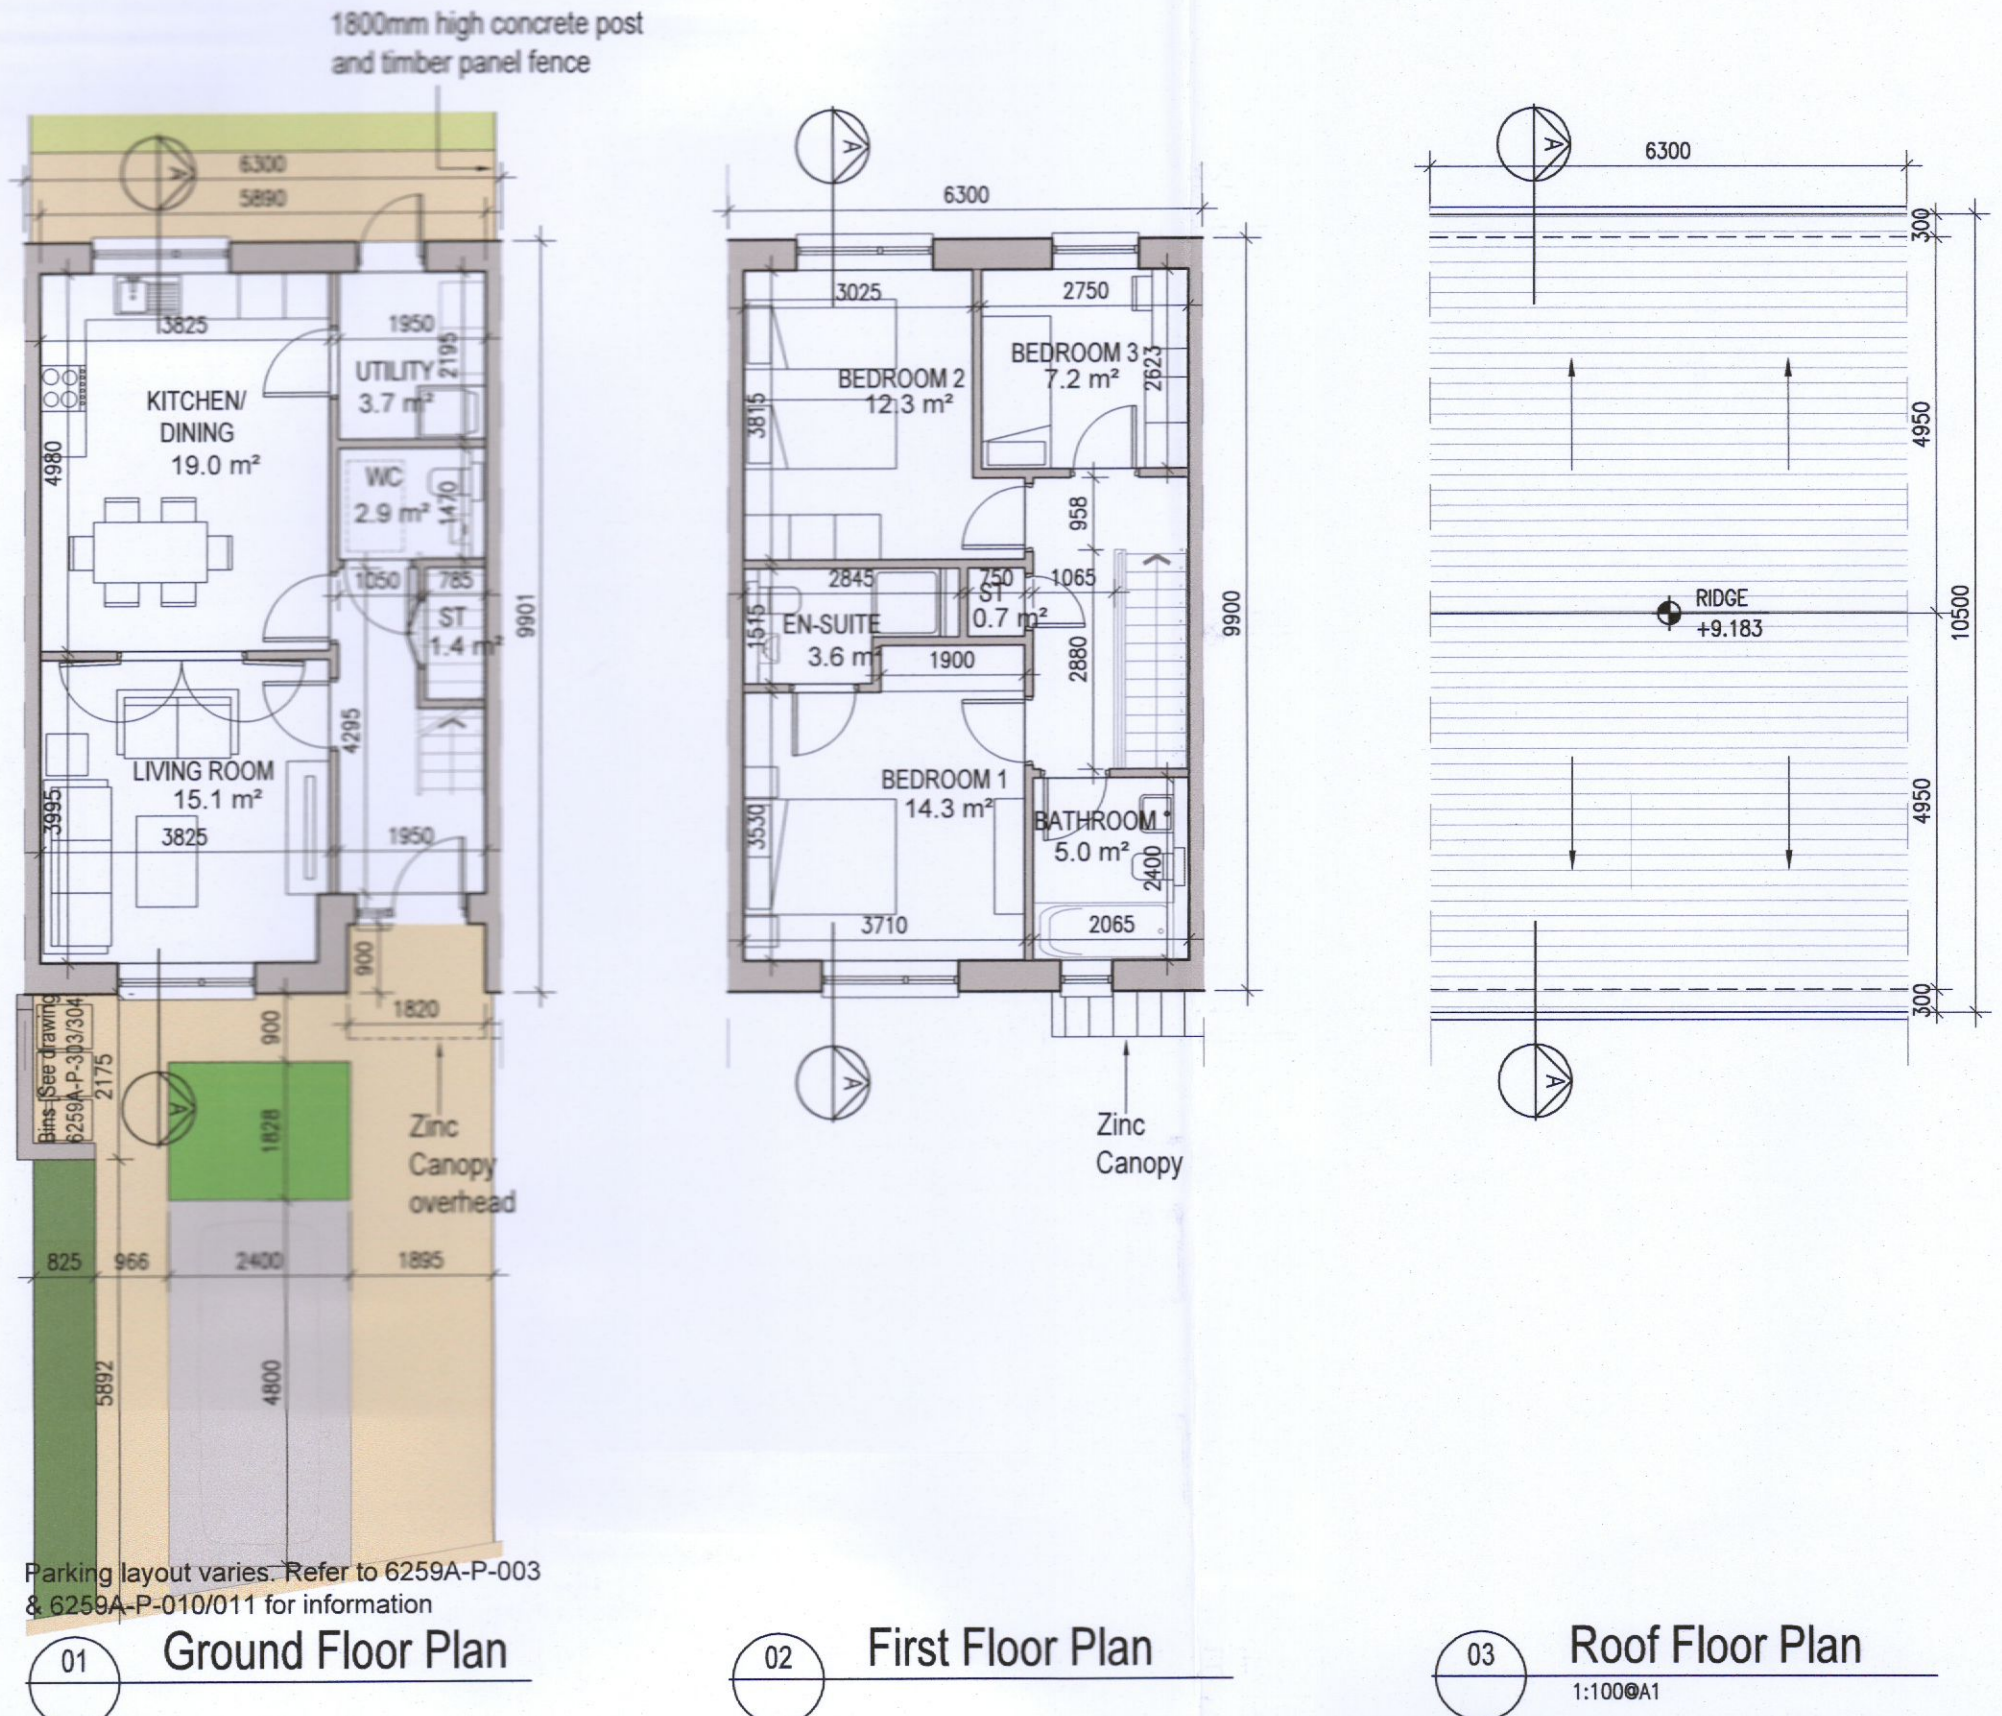 1800mm high concrete post
and timber panel fence
A
6300
5890
3825
1950
2195
UTILITY
3.7 m²
KITCHEN/
DINING
19.0 m²
4980
WC
2.9 m²
1470
1050
785
ST
1.4 m²
9901
4295
LIVING ROOM
15.1 m²
3995
3825
1950
900
1820
Bins (See drawing
6259A-P-303/304
2175
900
A
1828
Zinc
Canopy
overhead
825
966
2400
1895
5892
4800
Parking layout varies. Refer to 6259A-P-003
& 6259A-P-010/011 for information
01
Ground Floor Plan
A
6300
3025
2750
BEDROOM 3
7.2 m²
2623
BEDROOM 2
12.3 m²
3815
958
2845
750
1065
ST
0.7 m²
1515
EN-SUITE
3.6 m²
1900
2880
9900
BEDROOM 1
14.3 m²
3530
BATHROOM
5.0 m²
2400
3710
2065
A
Zinc
Canopy
02
First Floor Plan
A
6300
300
4950
RIDGE
+9.183
10500
4950
300
A
03
Roof Floor Plan
1:100@A1